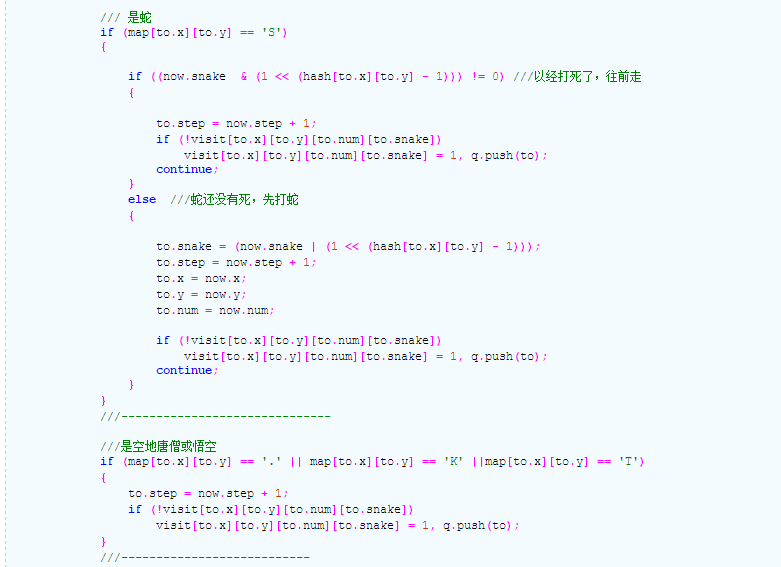 /// 是蛇
if (map[to.x][to.y] == 'S')
{
if ((now.snake  & (1 << (hash[to.x][to.y] - 1))) != 0) ///以经打死了，往前走
{
to.step = now.step + 1;
if (!visit[to.x][to.y][to.num][to.snake])
visit[to.x][to.y][to.num][to.snake] = 1, q.push(to);
continue;
}
else  ///蛇还没有死，先打蛇
{
to.snake = (now.snake | (1 << (hash[to.x][to.y] - 1)));
to.step = now.step + 1;
to.x = now.x;
to.y = now.y;
to.num = now.num;
if (!visit[to.x][to.y][to.num][to.snake])
visit[to.x][to.y][to.num][to.snake] = 1, q.push(to);
continue;
}
}
///------------------------------
///是空地唐僧或悟空
if (map[to.x][to.y] == '.' || map[to.x][to.y] == 'K' ||map[to.x][to.y] == 'T')
{
to.step = now.step + 1;
if (!visit[to.x][to.y][to.num][to.snake])
visit[to.x][to.y][to.num][to.snake] = 1, q.push(to);
}
///---------------------------